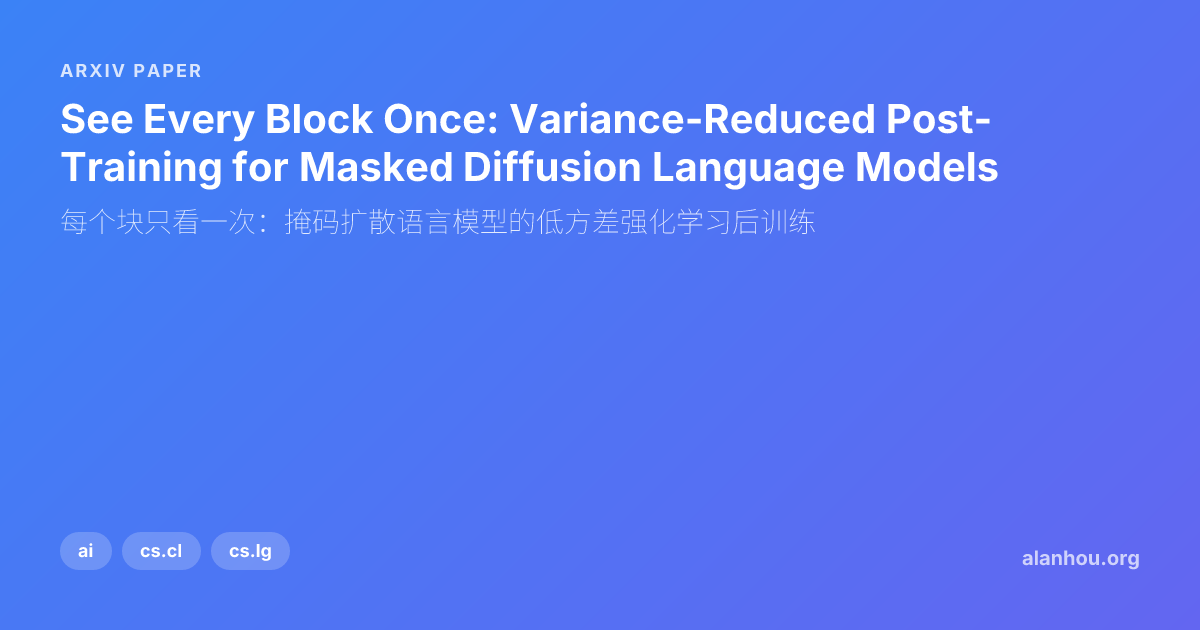 ARXIV PAPER
See Every Block Once: Variance-Reduced Post-
Training for Masked Diffusion Language Models
每个块只看一次：掩码扩散语言模型的低方差强化学习后训练
ai
cs.cl
cs.lg
alanhou.org